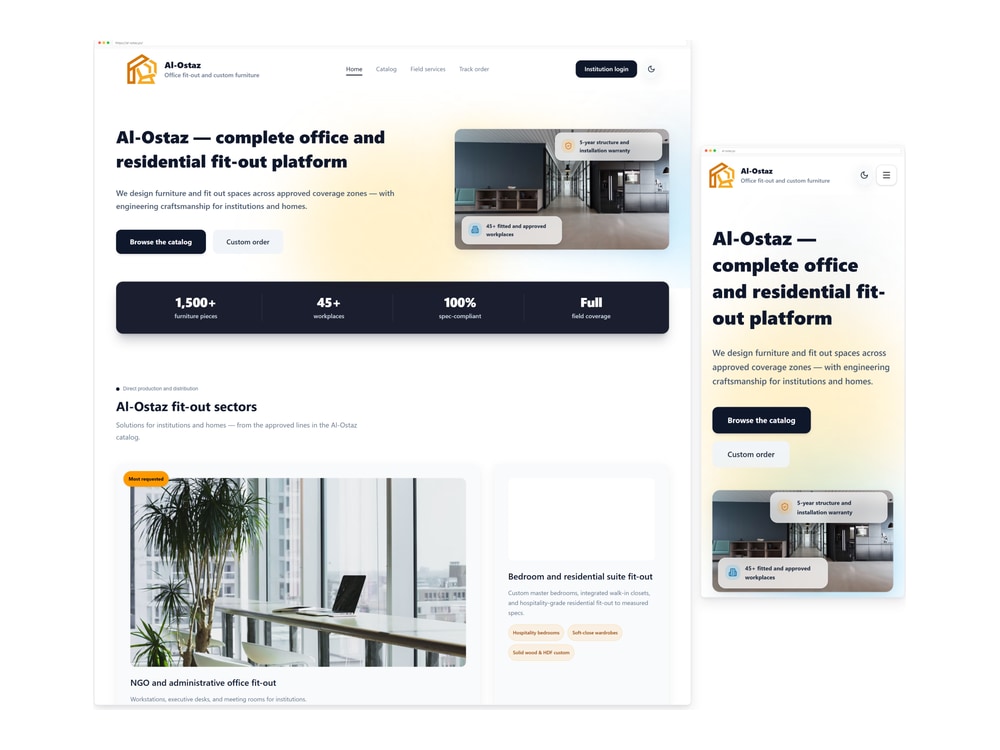 Al-Ostaz
Office fit-out and custom furniture
Home
Catalog
Field services
Track order
Institution login
Al-Ostaz — complete office and
residential fit-out platform
We design furniture and fit out spaces across approved coverage zones — with
engineering craftsmanship for institutions and homes.
Browse the catalog
Custom order
5-year structure and
installation warranty
45+ fitted and approved
workplaces
1,500+
furniture pieces
45+
workplaces
100%
spec-compliant
Full
field coverage
Direct production and distribution
Al-Ostaz fit-out sectors
Solutions for institutions and homes — from the approved lines in the Al-Ostaz
catalog.
Most requested
NGO and administrative office fit-out
Workstations, executive desks, and meeting rooms for institutions.
Bedroom and residential suite fit-out
Custom master bedrooms, integrated walk-in closets,
and hospitality-grade residential fit-out to measured
specs.
Hospitality bedrooms
Soft-close wardrobes
Solid wood & HDF custom
Al-Ostaz
Office fit-out and custom furniture
Al-Ostaz —
complete office
and residential fit-
out platform
We design furniture and fit out spaces across
approved coverage zones — with engineering
craftsmanship for institutions and homes.
Browse the catalog
Custom order
5-year structure and
installation warranty
45+ fitted and approved
workplaces